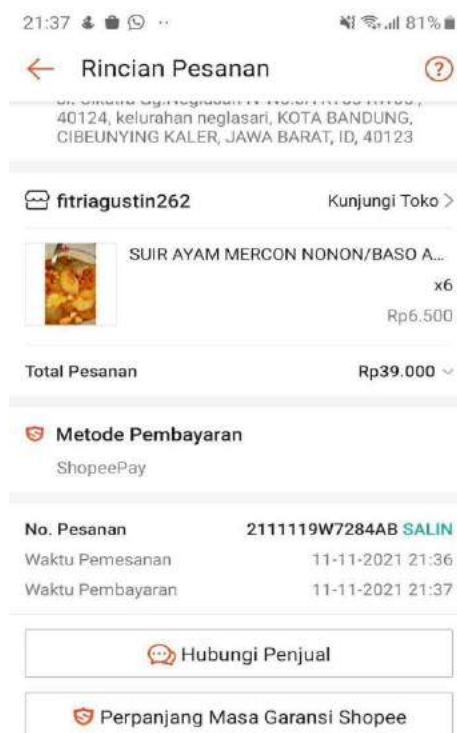 21:37 81%
Rincian Pesanan
40124, kelurahan neglasari, KOTA BANDUNG,
CIBEUNYING KALER, JAWA BARAT, ID, 40123
fitriagustin262 Kunjungi Toko >
SUIR AYAM MERCON NONON/BASO A...
x6
Rp6.500
Total Pesanan Rp39.000
Metode Pembayaran
ShopeePay
No. Pesanan 2111119W7284AB SALIN
Waktu Pemesanan 11-11-2021 21:36
Waktu Pembayaran 11-11-2021 21:37
Hubungi Penjual
Perpanjang Masa Garansi Shopee